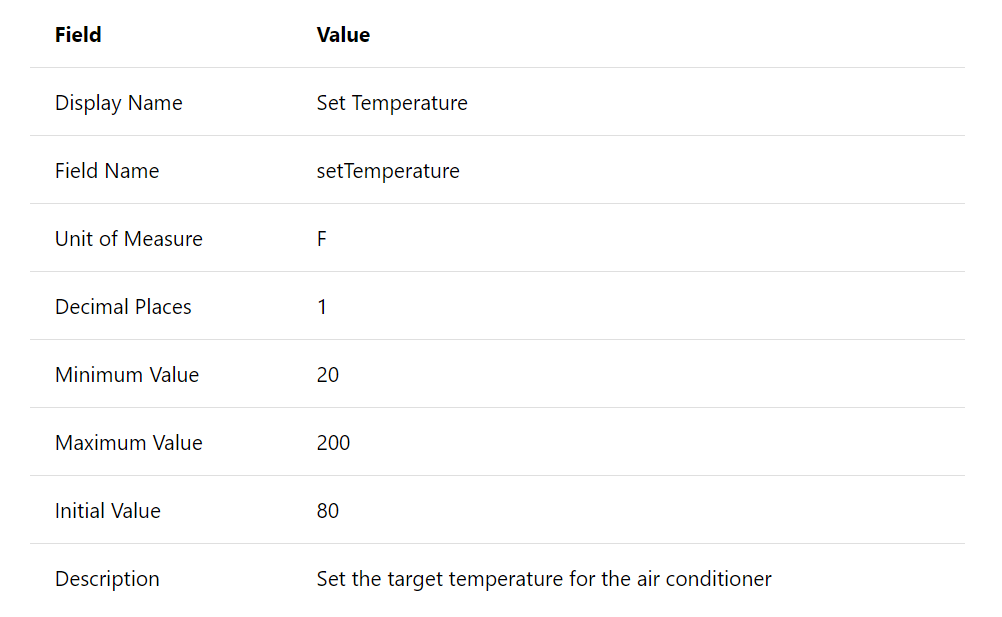 Field Value
Display Name Set Temperature
Field Name setTemperature
Unit of Measure F
Decimal Places 1
Minimum Value 20
Maximum Value 200
Initial Value 80
Description Set the target temperature for the air conditioner